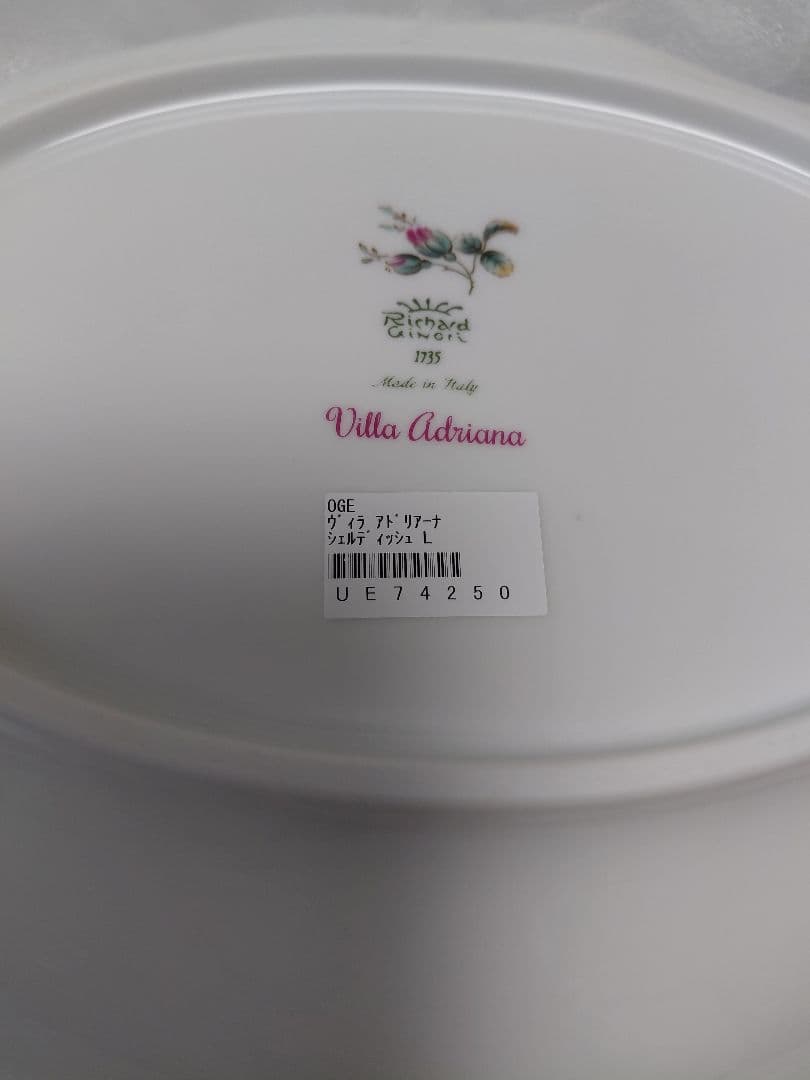 Richard
Ginori
1735
Made in Italy
Villa Adriana
OGE
ヴィラ アドリアーナ
シェルディッシュ L
UE74250